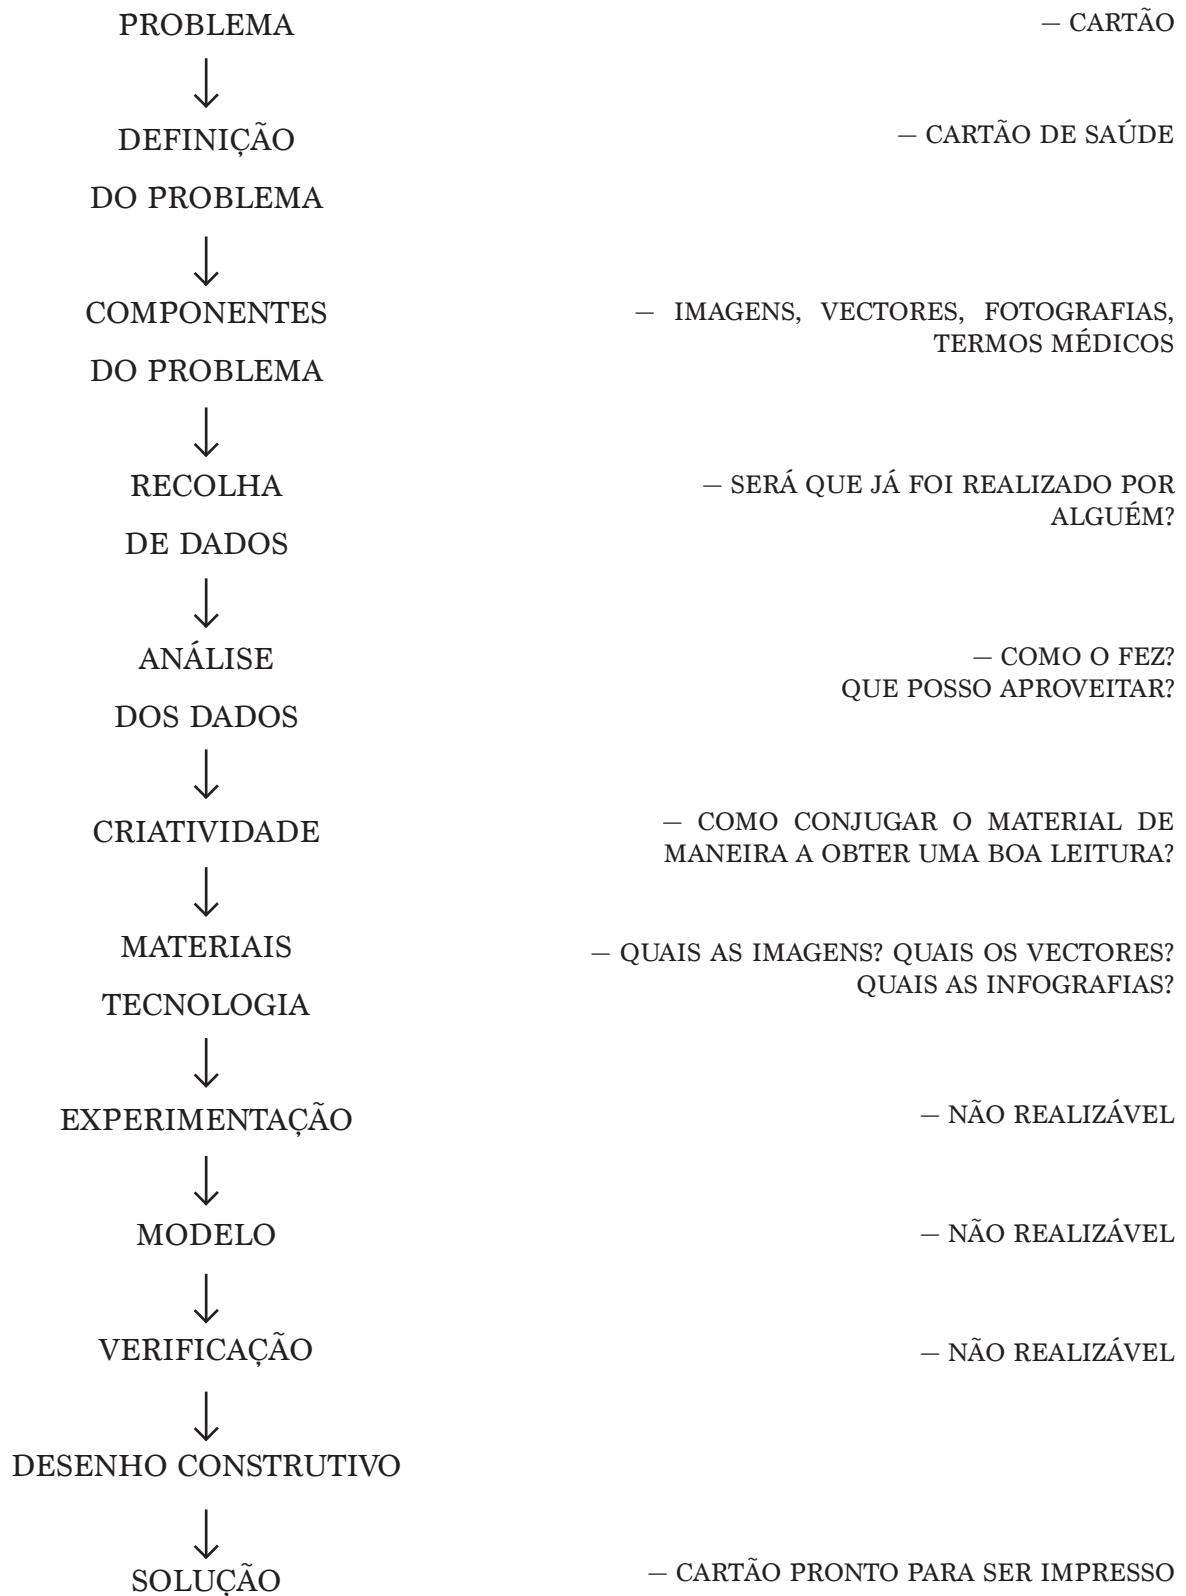 PROBLEMA
— CARTÃO
DEFINIÇÃO
DO PROBLEMA
— CARTÃO DE SAÚDE
COMPONENTES
DO PROBLEMA
— IMAGENS, VECTORES, FOTOGRAFIAS,
TERMOS MÉDICOS
RECOLHA
DE DADOS
— SERÁ QUE JÁ FOI REALIZADO POR
ALGUÉM?
ANÁLISE
DOS DADOS
— COMO O FEZ?
QUE POSSO APROVEITAR?
CRIATIVIDADE
— COMO CONJUGAR O MATERIAL DE
MANEIRA A OBTER UMA BOA LEITURA?
MATERIAIS
TECNOLOGIA
— QUAIS AS IMAGENS? QUAIS OS VECTORES?
QUAIS AS INFOGRAFIAS?
EXPERIMENTAÇÃO
— NÃO REALIZÁVEL
MODELO
— NÃO REALIZÁVEL
VERIFICAÇÃO
— NÃO REALIZÁVEL
DESENHO CONSTRUTIVO
SOLUÇÃO
— CARTÃO PRONTO PARA SER IMPRESSO